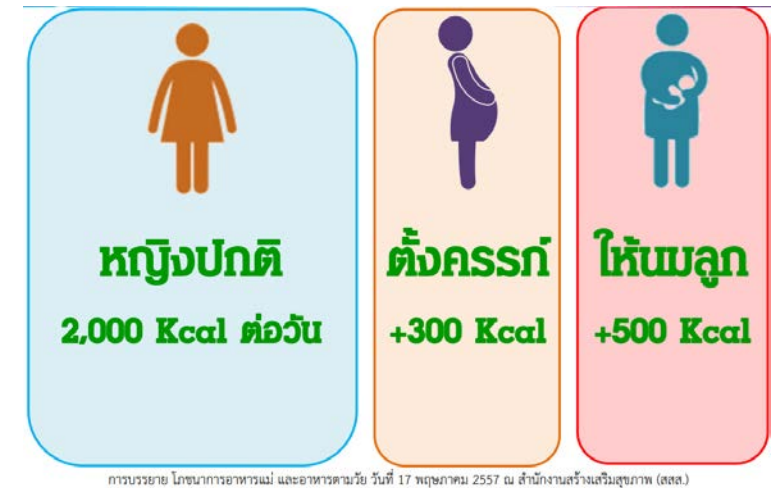 หญิงปกติ
2,000 Kcal ต่อวัน
ตั้งครรภ์
+300 Kcal
ให้นมลูก
+500 Kcal
การบรรยาย โภชนาการอาหารแม่ และอาหารตามวัย วันที่ 17 พฤษภาคม 2557 ณ สำนักงานสร้างเสริมสุขภาพ (สสส.)